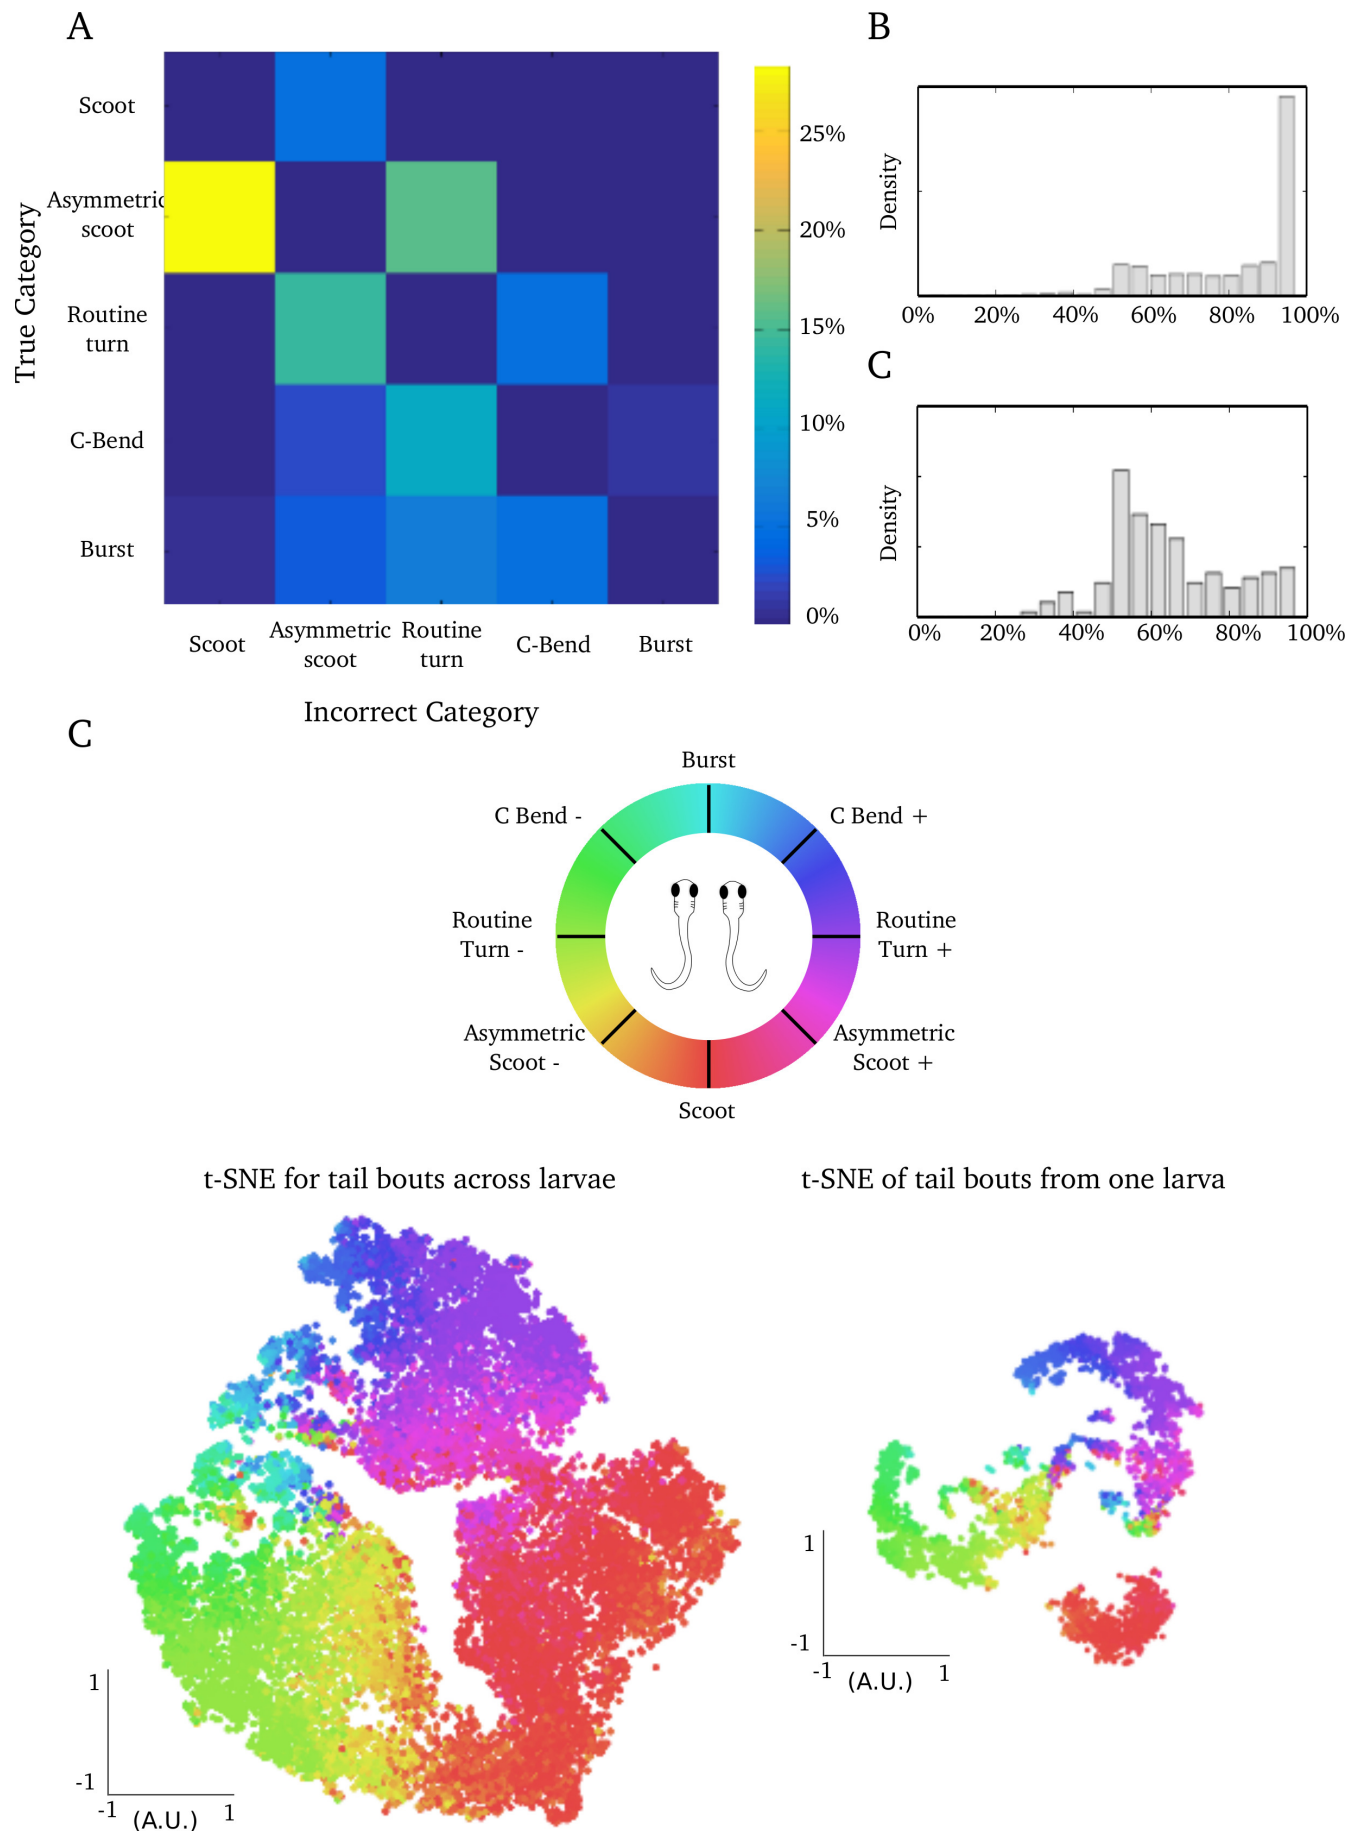 A
True Category
Scoot
Asymmetric
scoot
Routine
turn
C-Bend
Burst
Scoot
Asymmetric
scoot
Routine
turn
C-Bend
Burst
Incorrect Category
25%
20%
15%
10%
5%
0%
B
Density
0% 20% 40% 60% 80% 100%
C
Density
0% 20% 40% 60% 80% 100%
C
Burst
C Bend -
C Bend +
Routine
Turn -
Routine
Turn +
Asymmetric
Scoot -
Asymmetric
Scoot +
Scoot
t-SNE for tail bouts across larvae
1
-1
-1 (A.U.) 1
t-SNE of tail bouts from one larva
1
-1
-1 (A.U.) 1